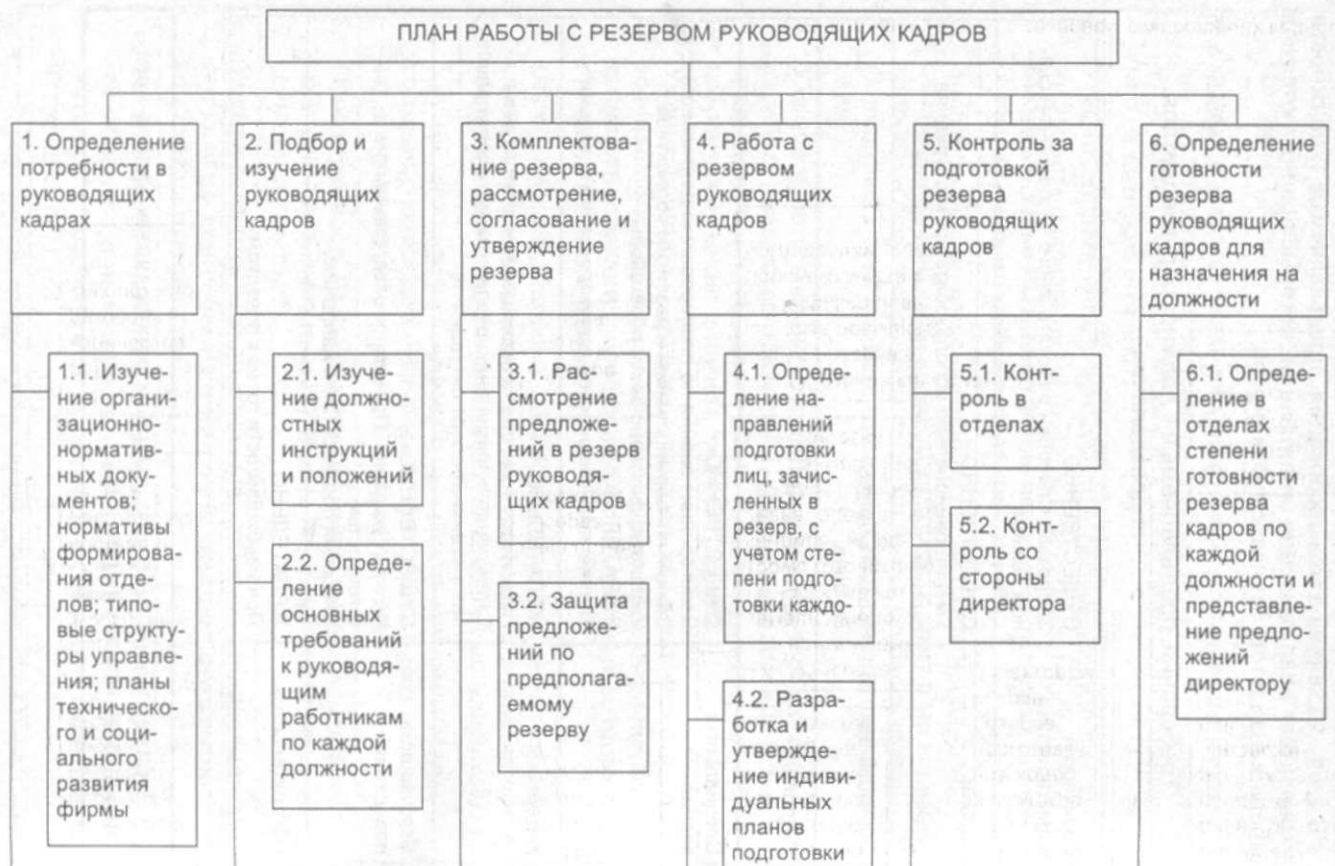 ПЛАН РАБОТЫ С РЕЗЕРВОМ РУКОВОДЯЩИХ КАДРОВ
1. Определение
потребности в
руководящих
кадрах
2. Подбор и
изучение
руководящих
кадров
3. Комплектова-
ние резерва,
рассмотрение,
согласование и
утверждение
резерва
4. Работа с
резервом
руководящих
кадров
5. Контроль за
подготовкой
резерва
руководящих
кадров
6. Определение
готовности
резерва
руководящих
кадров для
назначения на
должности
1.1. Изуче-
ние органи-
зационно-
норматив-
ных доку-
ментов;
нормативы
формирова-
ния отде-
лов; типо-
вые структу-
ры управле-
ния; планы
техническо-
го и соци-
ального
развития
фирмы
2.1. Изуче-
ние должно-
стных
инструкций
и положений
2.2. Опреде-
ление
основных
требований
к руководя-
щим
работникам
по каждой
должности
3.1. Рас-
смотрение
предложе-
ний в резерв
руководя-
щих кадров
3.2. Защита
предложе-
ний по
предполага-
емому
резерву
4.1. Опреде-
ление на-
правлений
подготовки
лиц, зачис-
ленных в
резерв, с
учетом сте-
пени подго-
товки каждо-
4.2. Разра-
ботка и
утвержде-
ние индиви-
дуальных
планов
подготовки
5.1. Конт-
роль в
отделах
5.2. Конт-
роль со
стороны
директора
6.1. Опреде-
ление в
отделах
степени
готовности
резерва
кадров по
каждой
должности и
представле-
ние предло-
жений
директору